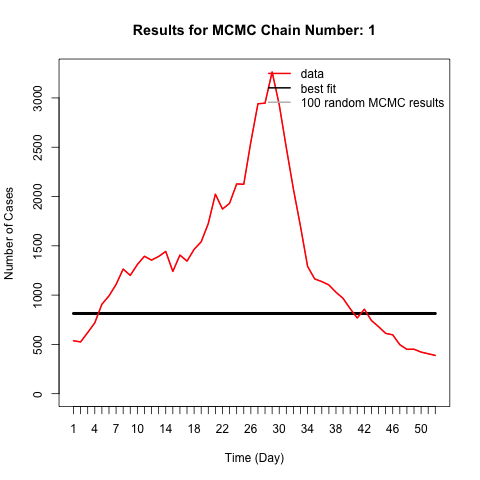 Results for MCMC Chain Number: 1
data
best fit
100 random MCMC results
Number of Cases
3000
2500
2000
1500
1000
500
0
1 4 7 10 14 18 22 26 30 34 38 42 46 50
Time (Day)